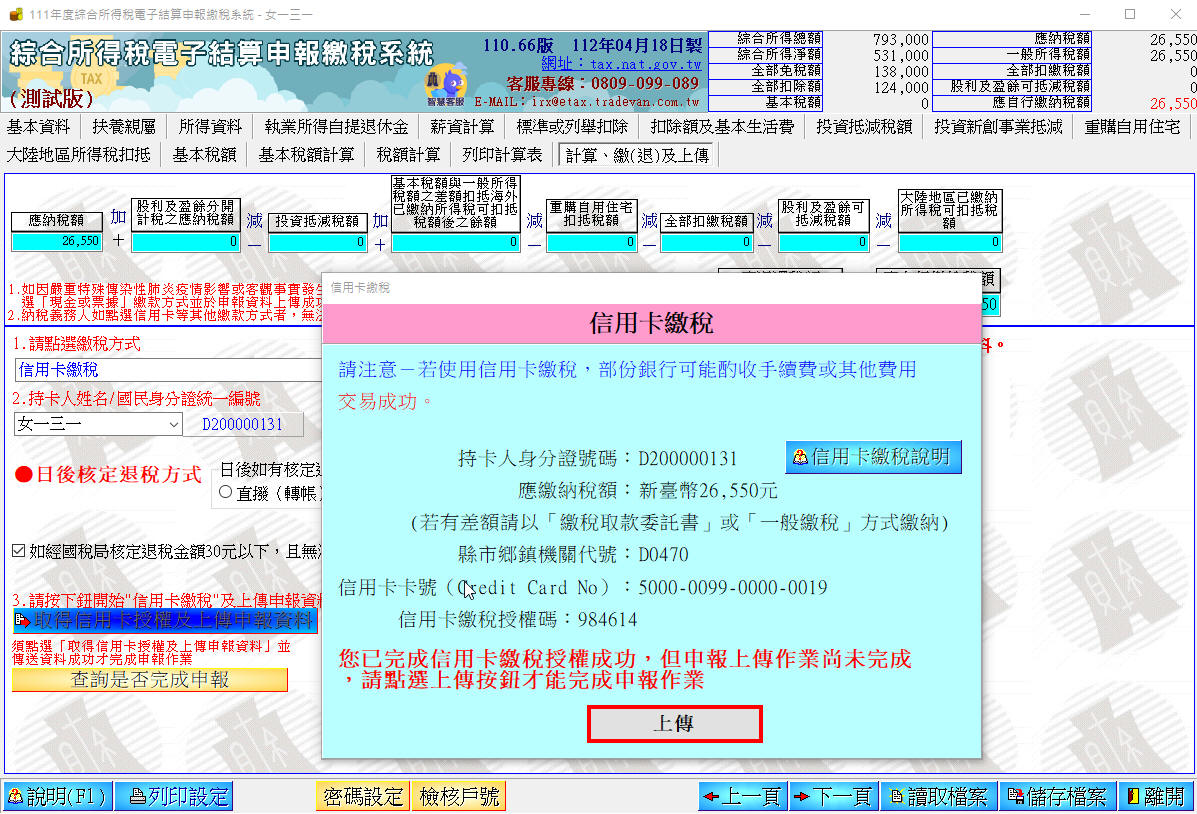 111年度綜合所得稅電子結算申報繳稅系統 - 女一三一
綜合所得稅電子結算申報繳稅系統
TAX
(測試版)
110.66版 112年04月18日製
網址：tax.nat.gov.tw
客服專線：0809-099-089
E-MAIL：irx@etax.tradevan.com.tw
智慧客服
綜合所得總額 793,000 應納稅額 26,550
綜合所得淨額 531,000 一般所得稅額 26,550
全部免稅額 138,000 全部扣繳稅額 0
全部扣除額 124,000 股利及盈餘可抵減稅額 0
基本稅額 0 應自行繳納稅額 26,550
基本資料 扶養親屬 所得資料 執業所得自提退休金 薪資計算 標準或列舉扣除 扣除額及基本生活費 投資抵減稅額 投資新創事業抵減 重購自用住宅
大陸地區所得稅扣抵 基本稅額 基本稅額計算 稅額計算 列印計算表 計算、繳(退)及上傳
應納稅額
26,550
加
＋
股利及盈餘分開
計稅之應納稅額
0
減
－
投資抵減稅額
0
加
＋
基本稅額與一般所得
稅額之差額扣抵海外
已繳納所得稅可扣抵
稅額後之餘額
0
減
－
重購自用住宅
扣抵稅額
0
減
－
全部扣繳稅額
0
減
－
股利及盈餘可
抵減稅額
0
減
－
大陸地區已繳納
所得稅可扣抵稅
額
0
額
50
1.如因嚴重特殊傳染性肺炎疫情影響或客觀事實發生
選「現金或票據」繳款方式並於申報資料上傳成功
2.納稅義務人如點選信用卡等其他繳款方式者，無法
料。
1.請點選繳稅方式
信用卡繳稅
2.持卡人姓名/國民身分證統一編號
女一三一 D200000131
●日後核定退稅方式
日後如有核定退
直撥（轉帳）
如經國稅局核定退稅金額30元以下，且無法
3.請按下鈕開始"信用卡繳稅"及上傳申報資料
取得信用卡授權及上傳申報資料
須點選「取得信用卡授權及上傳申報資料」並
傳送資料成功才完成申報作業
查詢是否完成申報
信用卡繳稅
信用卡繳稅
請注意－若使用信用卡繳稅，部份銀行可能酌收手續費或其他費用
交易成功。
持卡人身分證號碼：D200000131
信用卡繳稅說明
應繳納稅額：新臺幣26,550元
(若有差額請以「繳稅取款委託書」或「一般繳稅」方式繳納)
縣市鄉鎮機關代號：D0470
信用卡卡號（Credit Card No）：5000-0099-0000-0019
信用卡繳稅授權碼：984614
您已完成信用卡繳稅授權成功，但申報上傳作業尚未完成
，請點選上傳按鈕才能完成申報作業
上傳
說明(F1) 列印設定 密碼設定 檢核戶號 上一頁 下一頁 讀取檔案 儲存檔案 離開